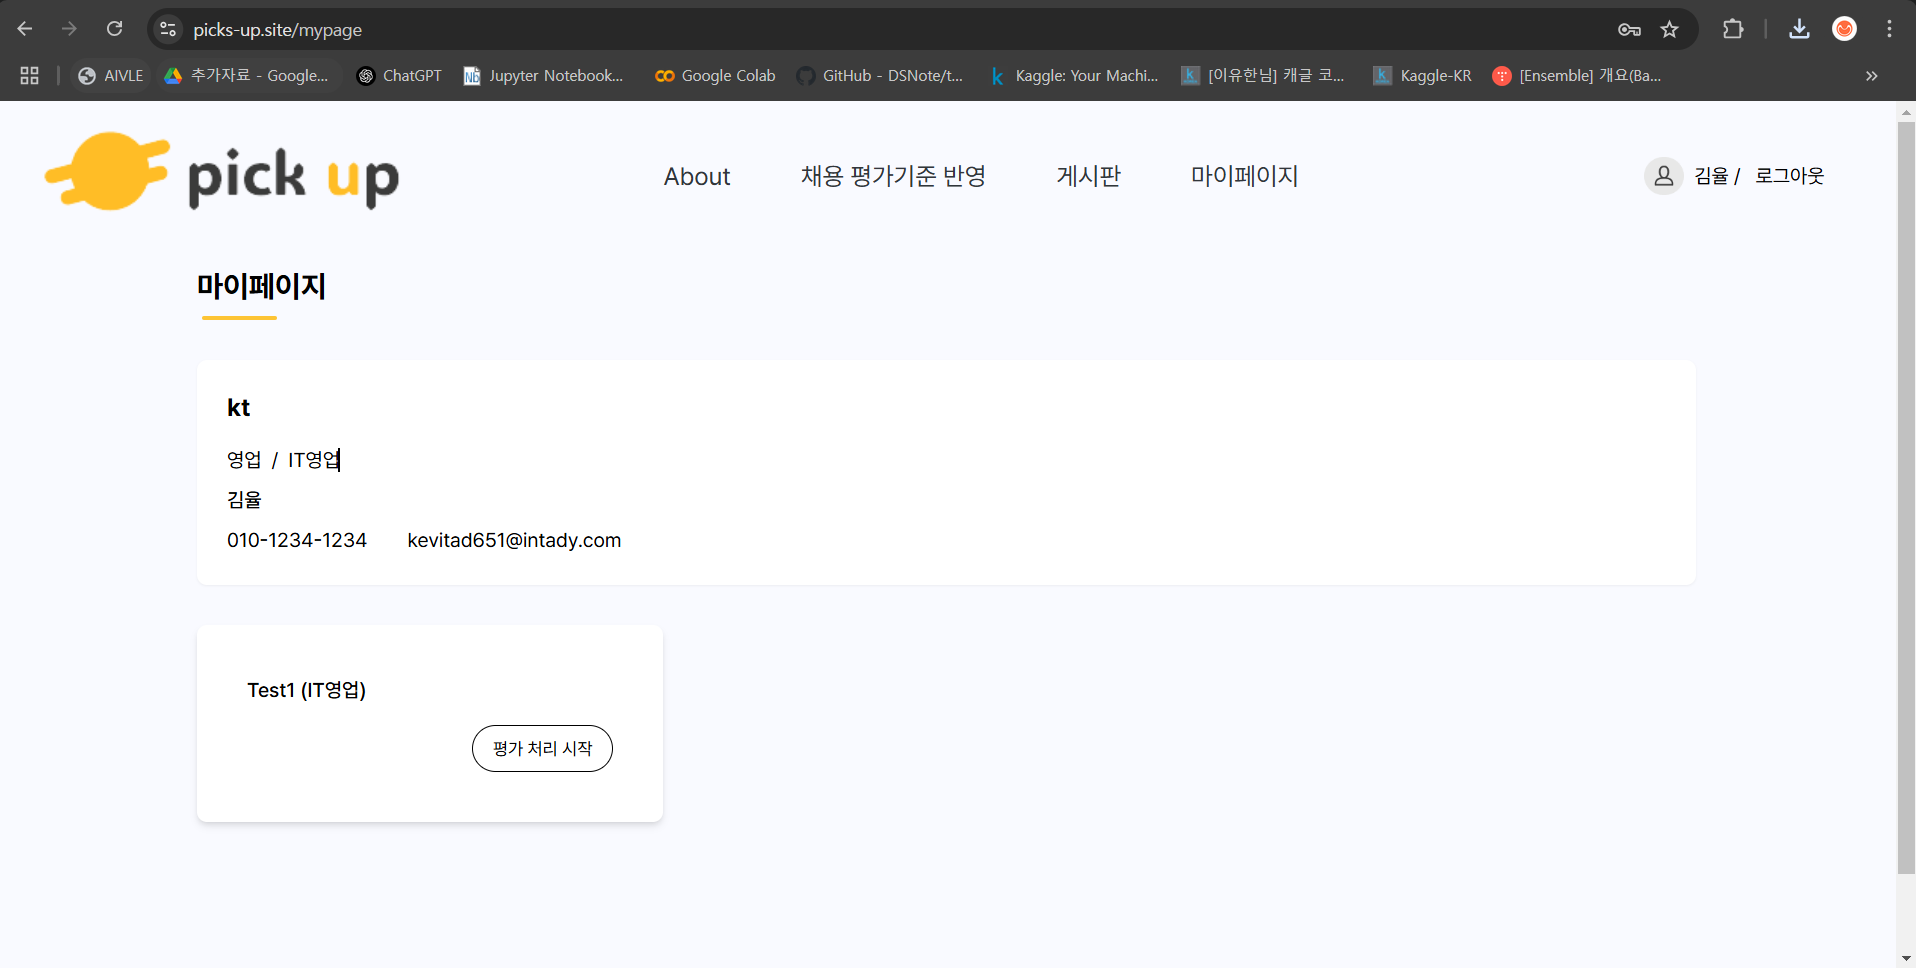 picks-up.site/mypage
AIVLE 추가자료 - Google... ChatGPT Jupyter Notebook... Google Colab GitHub - DSNote/t... Kaggle: Your Machi... [이유한님] 캐글 코... Kaggle-KR [Ensemble] 개요(Ba...
pick up About 채용 평가기준 반영 게시판 마이페이지 김율 / 로그아웃
마이페이지
kt
영업 / IT영업
김율
010-1234-1234 kevitad651@intady.com
Test1 (IT영업)
평가 처리 시작